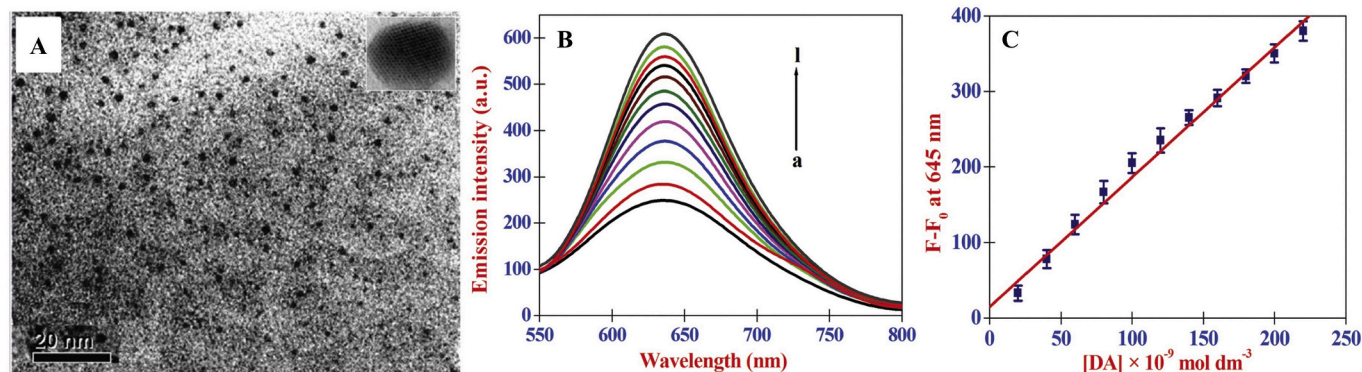 A
20 nm
B
l
a
Emission intensity (a.u.)
600
500
400
300
200
100
0
550 600 650 700 750 800
Wavelength (nm)
C
F-F₀ at 645 nm
400
300
200
100
0
0 50 100 150 200 250
[DA] × 10⁻⁹ mol dm⁻³